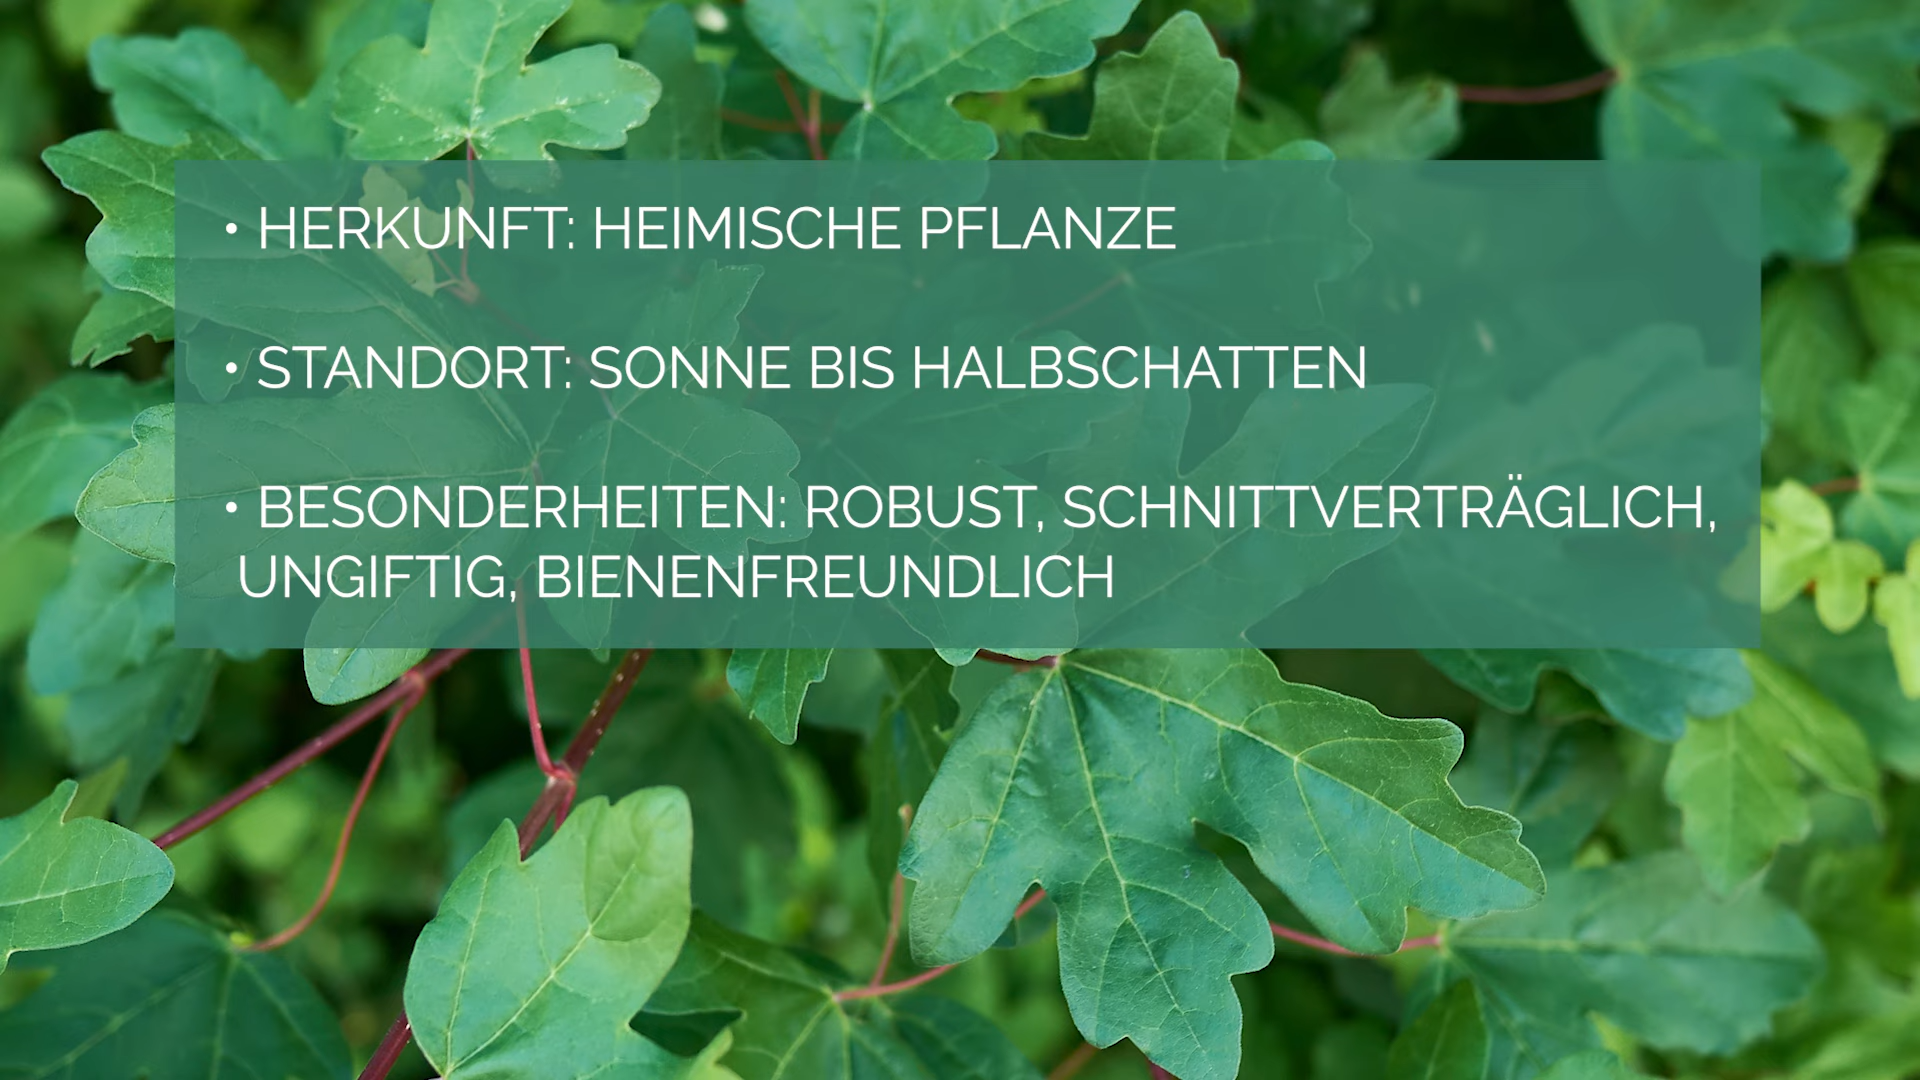 • HERKUNFT: HEIMISCHE PFLANZE
• STANDORT: SONNE BIS HALBSCHATTEN
• BESONDERHEITEN: ROBUST, SCHNITTVERTRÄGLICH,
UNGIFTIG, BIENENFREUNDLICH